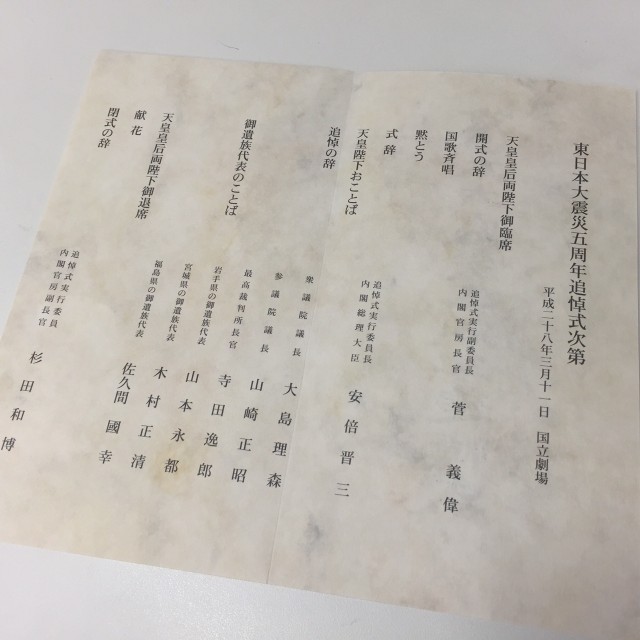 東日本大震災五周年追悼式次第
平成二十八年三月十一日 国立劇場
天皇皇后両陛下御臨席
開式の辞 追悼式実行副委員長 内閣官房長官 菅 義偉
国歌斉唱
黙とう
式辞 追悼式実行委員長 内閣総理大臣 安倍晋三
天皇陛下おことば
追悼の辞 衆議院議長 大島理森
参議院議長 山崎正昭
最高裁判所長官 寺田逸郎
御遺族代表のことば 岩手県の御遺族代表 山本永都
宮城県の御遺族代表 木村正清
福島県の御遺族代表 佐久間國幸
天皇皇后両陛下御退席
献花
閉式の辞 追悼式実行委員 内閣官房副長官 杉田和博